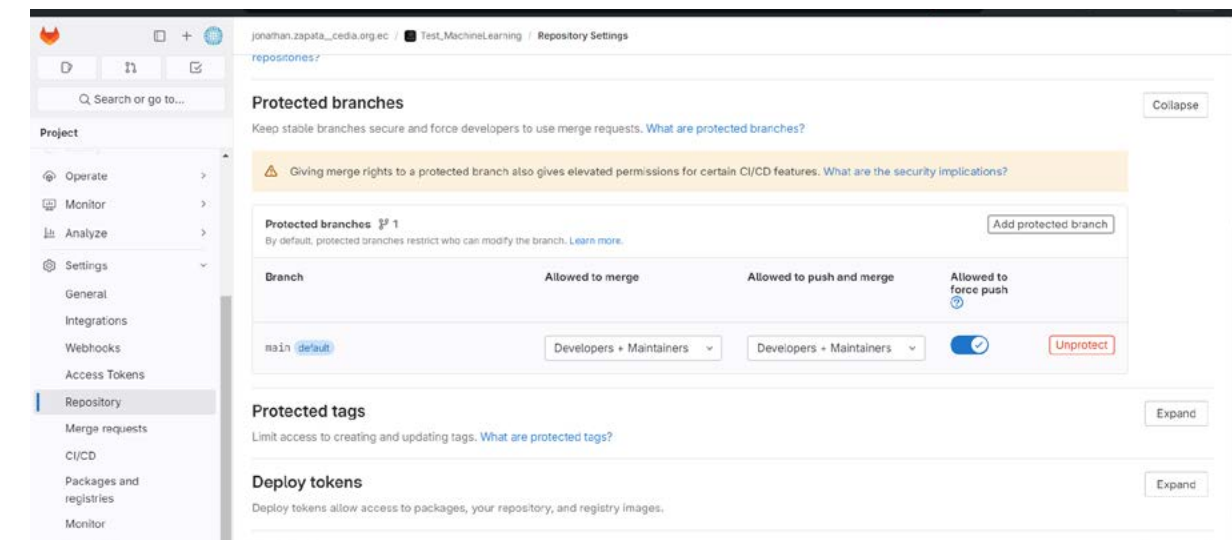 jonathan.zapata__cedia.org.ec / Test_MachineLearning / Repository Settings
Search or go to...
Project
Operate
Monitor
Analyze
Settings
General
Integrations
Webhooks
Access Tokens
Repository
Merge requests
CI/CD
Packages and
registries
Monitor
repositories?
Protected branches
Collapse
Keep stable branches secure and force developers to use merge requests. What are protected branches?
Giving merge rights to a protected branch also gives elevated permissions for certain CI/CD features. What are the security implications?
Protected branches 1
Add protected branch
By default, protected branches restrict who can modify the branch. Learn more.
Branch
Allowed to merge
Allowed to push and merge
Allowed to
force push
main default
Developers + Maintainers
Developers + Maintainers
Unprotect
Protected tags
Expand
Limit access to creating and updating tags. What are protected tags?
Deploy tokens
Expand
Deploy tokens allow access to packages, your repository, and registry images.